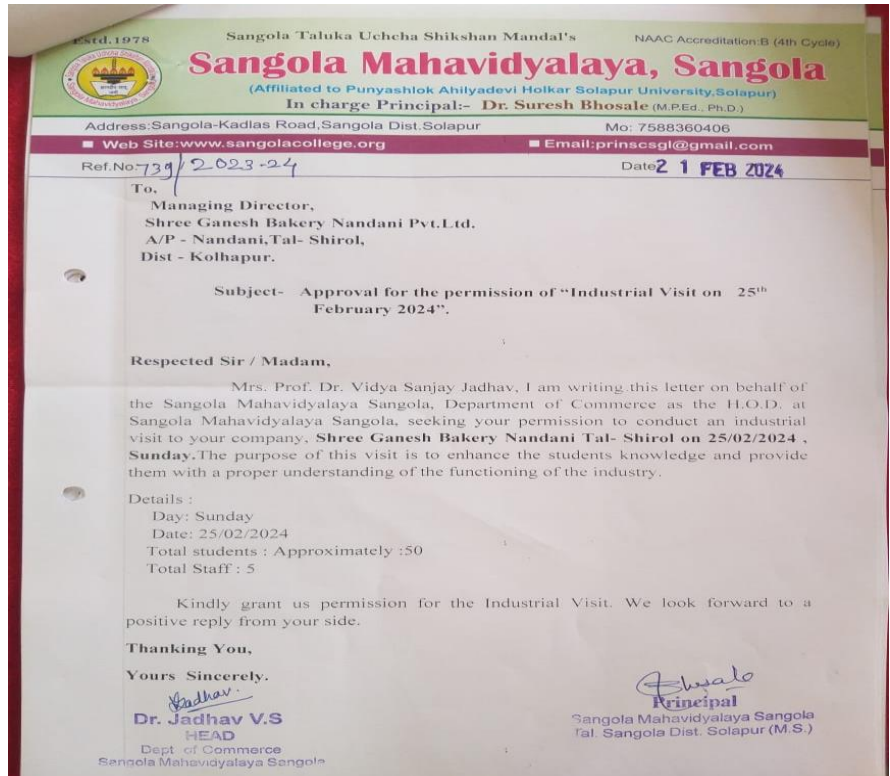 Estd.1978
Sangola Taluka Uchcha Shikshan Mandal's
NAAC Accreditation:B (4th Cycle)
Sangola Mahavidyalaya, Sangola
(Affiliated to Punyashlok Ahilyadevi Holkar Solapur University,Solapur)
In charge Principal:- Dr. Suresh Bhosale (M.P.Ed., Ph.D.)
Address:Sangola-Kadlas Road,Sangola Dist.Solapur Mo: 7588360406
Web Site:www.sangolacollege.org Email:prinscsgl@gmail.com
Ref.No:739/2023-24 Date 21 FEB 2024
To,
Managing Director,
Shree Ganesh Bakery Nandani Pvt.Ltd.
A/P - Nandani,Tal- Shirol,
Dist - Kolhapur.
Subject- Approval for the permission of “Industrial Visit on 25th
February 2024”.
Respected Sir / Madam,
Mrs. Prof. Dr. Vidya Sanjay Jadhav, I am writing this letter on behalf of
the Sangola Mahavidyalaya Sangola, Department of Commerce as the H.O.D. at
Sangola Mahavidyalaya Sangola, seeking your permission to conduct an industrial
visit to your company, Shree Ganesh Bakery Nandani Tal- Shirol on 25/02/2024 ,
Sunday.The purpose of this visit is to enhance the students knowledge and provide
them with a proper understanding of the functioning of the industry.
Details :
Day: Sunday
Date: 25/02/2024
Total students : Approximately :50
Total Staff : 5
Kindly grant us permission for the Industrial Visit. We look forward to a
positive reply from your side.
Thanking You,
Yours Sincerely.
Jadhav.
Dr. Jadhav V.S
HEAD
Dept. of Commerce
Sangola Mahavidyalaya Sangola
Bhosale
Principal
Sangola Mahavidyalaya Sangola
Tal. Sangola Dist. Solapur (M.S.)